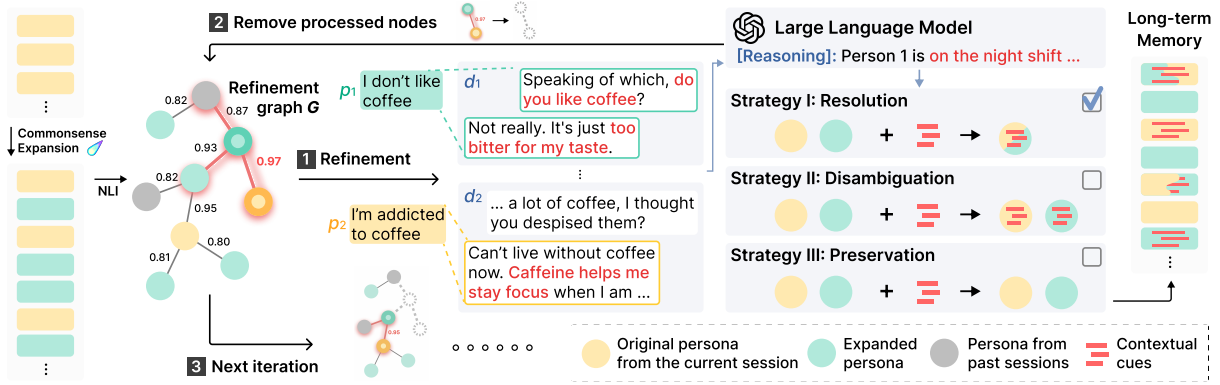 2 Remove processed nodes
0.97
Large Language Model
[Reasoning]: Person 1 is on the night shift ...
Long-term
Memory
Commonsense
Expansion
NLI
Refinement
graph G
0.82
0.87
0.93
0.97
0.82
0.95
0.81
0.80
1 Refinement
p1
I don't like
coffee
d1
Speaking of which, do
you like coffee?
Not really. It's just too
bitter for my taste.
p2
I'm addicted
to coffee
d2
... a lot of coffee, I thought
you despised them?
Can't live without coffee
now. Caffeine helps me
stay focus when I am ...
Strategy I: Resolution
+
Strategy II: Disambiguation
+
Strategy III: Preservation
+
3 Next iteration
0.95
Original persona
from the current session
Expanded
persona
Persona from
past sessions
Contextual
cues